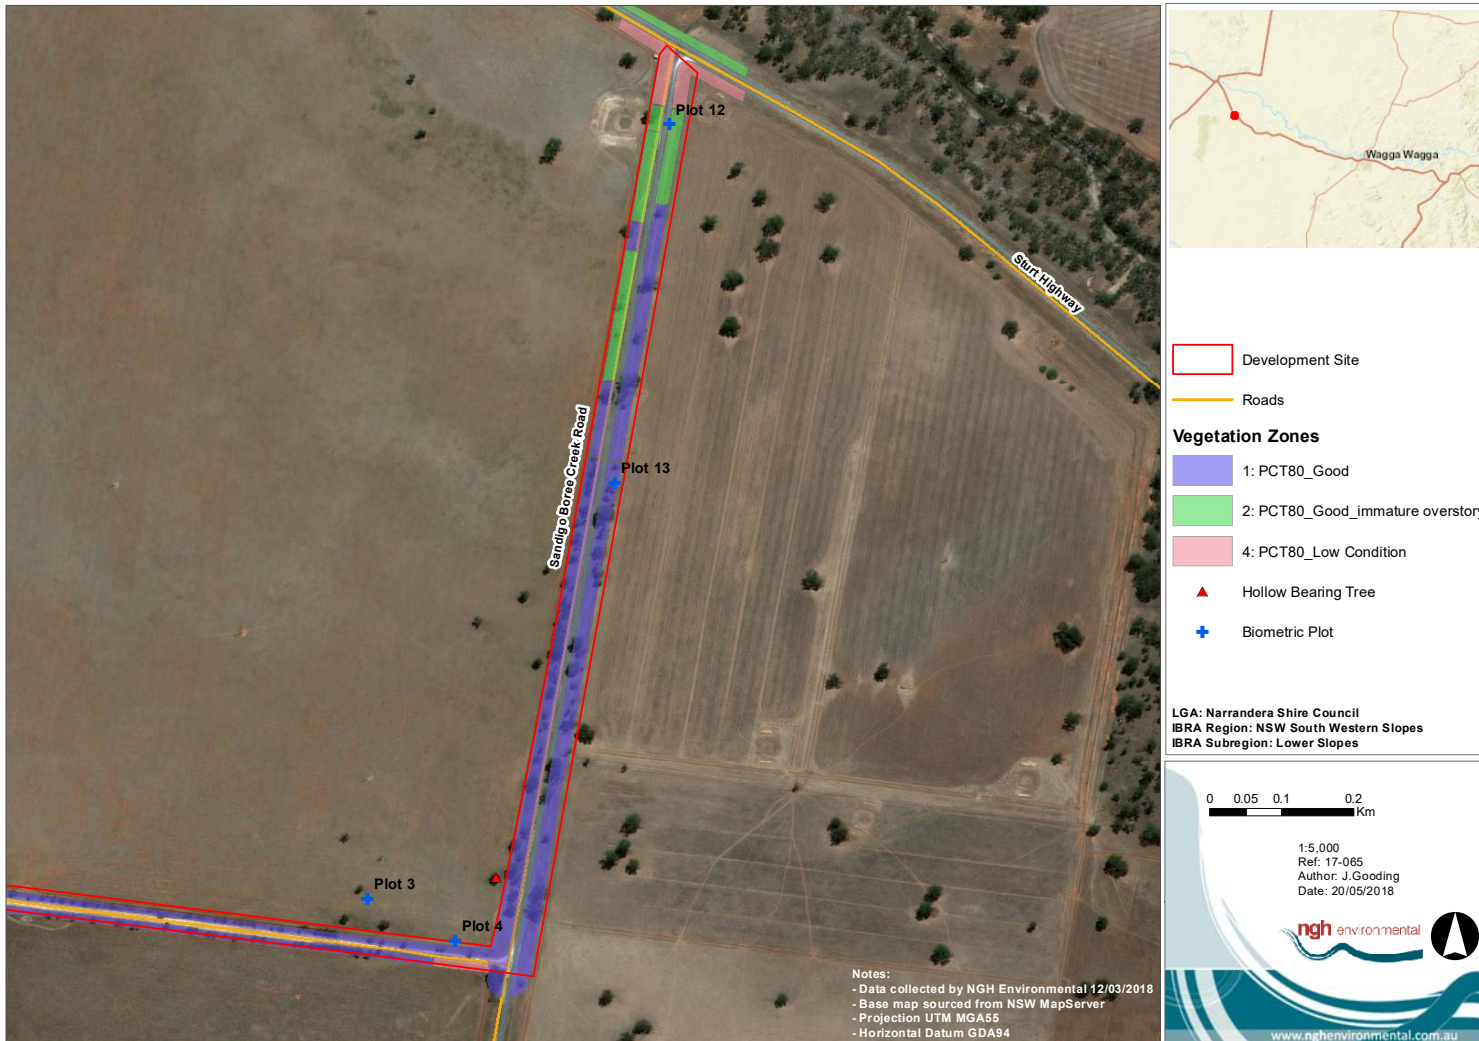 Plot 12
Sturt Highway
Plot 13
Sandigo Boree Creek Road
Plot 3
Plot 4
Notes:
- Data collected by NGH Environmental 12/03/2018
- Base map sourced from NSW MapServer
- Projection UTM MGA55
- Horizontal Datum GDA94
Wagga Wagga
Development Site
Roads
Vegetation Zones
1: PCT80_Good
2: PCT80_Good_immature overstory
4: PCT80_Low Condition
Hollow Bearing Tree
Biometric Plot
LGA: Narrandera Shire Council
IBRA Region: NSW South Western Slopes
IBRA Subregion: Lower Slopes
0 0.05 0.1 0.2
Km
1:5,000
Ref: 17-065
Author: J.Gooding
Date: 20/05/2018
ngh environmental
www.nghenvironmental.com.au